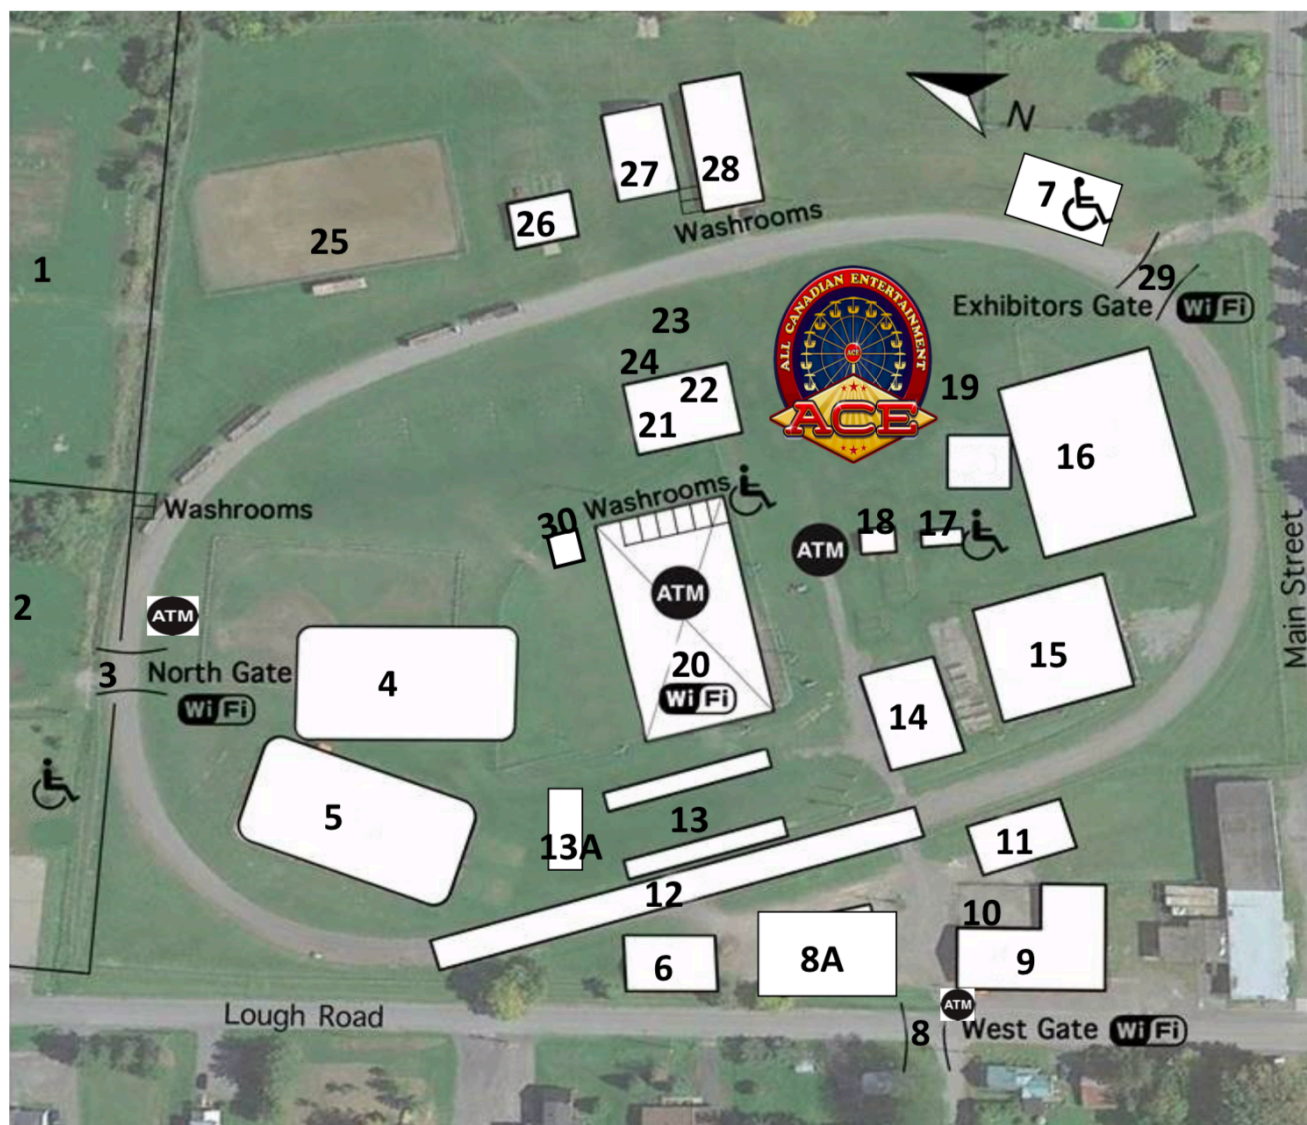 N
27
28
7
26
Washrooms
25
1
29
Exhibitors Gate WiFi
ALL CANADIAN ENTERTAINMENT
ACE
ACE
23
24
22
21
19
16
Washrooms
Washrooms
30
18
17
ATM
ATM
Main Street
2
ATM
3
North Gate
WiFi
4
20
WiFi
15
14
5
13
13A
11
12
10
6
8A
9
ATM
Lough Road
8
West Gate WiFi